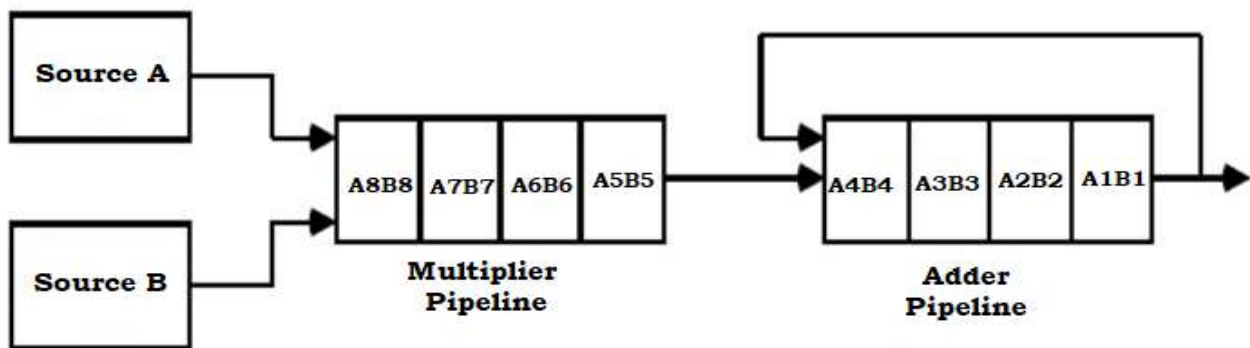 Source A
A8B8 A7B7 A6B6 A5B5
A4B4 A3B3 A2B2 A1B1
Source B
Multiplier
Pipeline
Adder
Pipeline